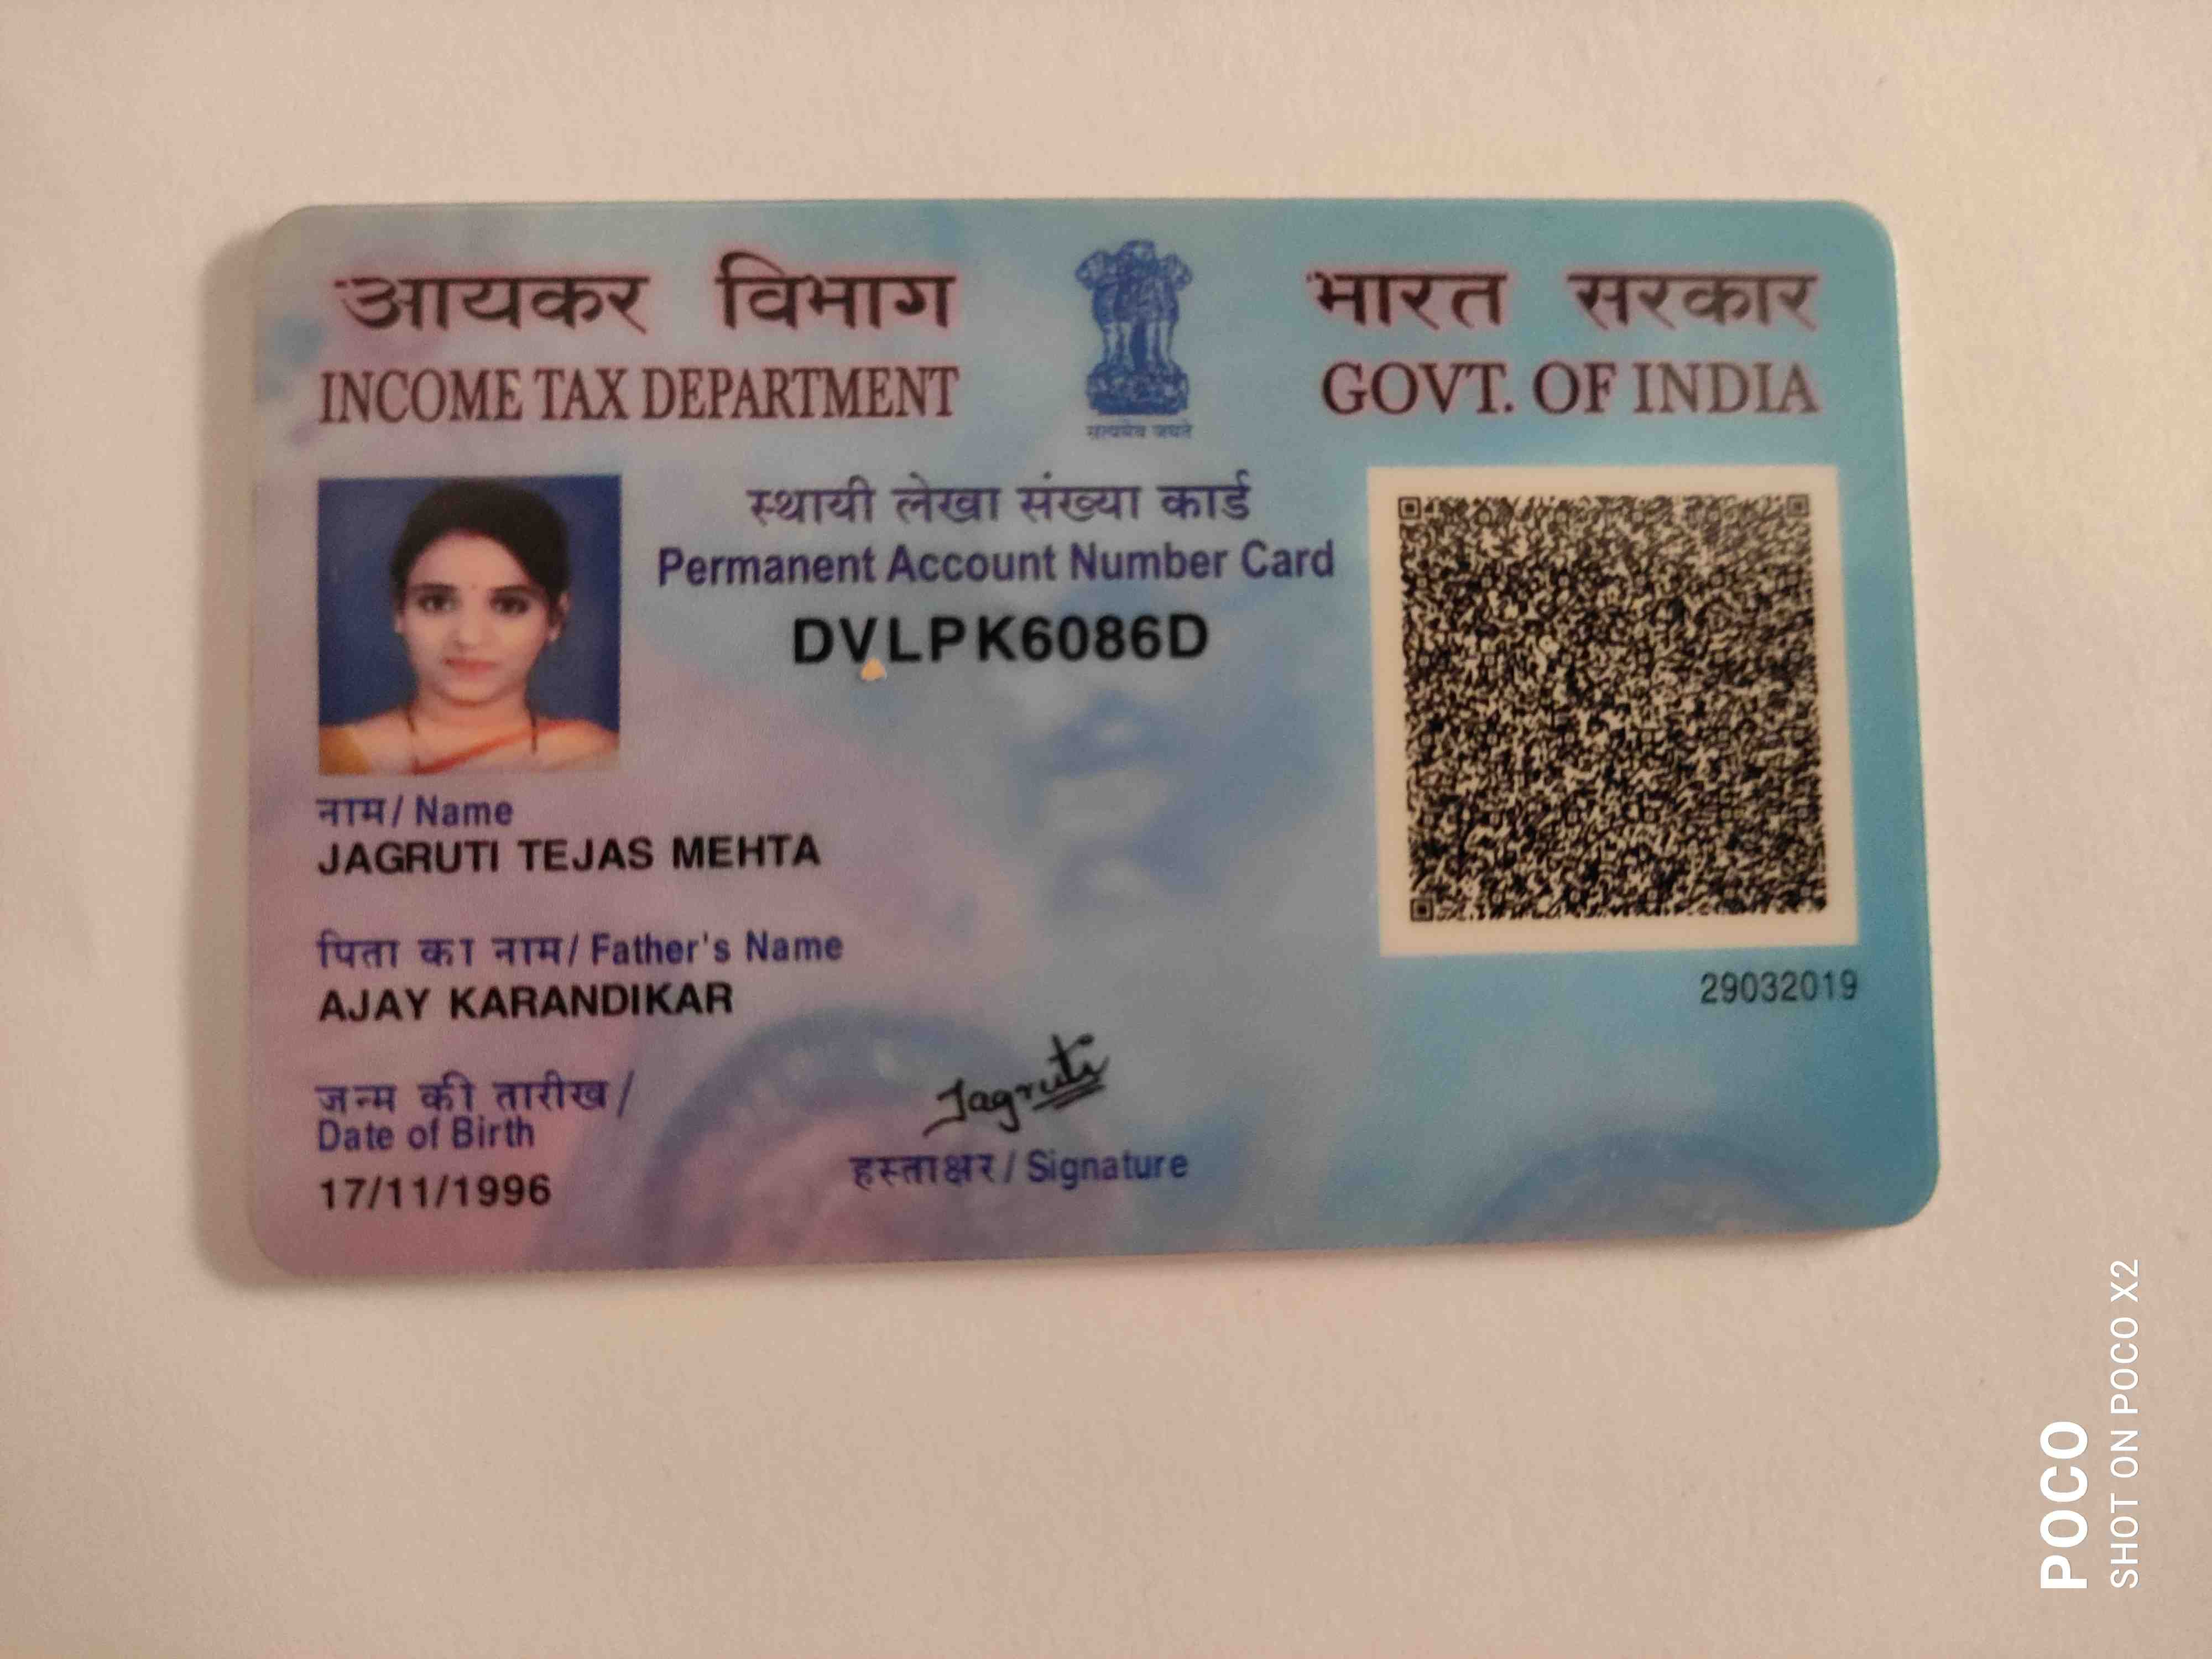 आयकर विभाग
INCOME TAX DEPARTMENT
सत्यमेव जयते
भारत सरकार
GOVT. OF INDIA
स्थायी लेखा संख्या कार्ड
Permanent Account Number Card
DVLPK6086D
नाम / Name
JAGRUTI TEJAS MEHTA
पिता का नाम / Father's Name
AJAY KARANDIKAR
जन्म की तारीख /
Date of Birth
17/11/1996
Jagruti
हस्ताक्षर / Signature
29032019
POCO
SHOT ON POCO X2